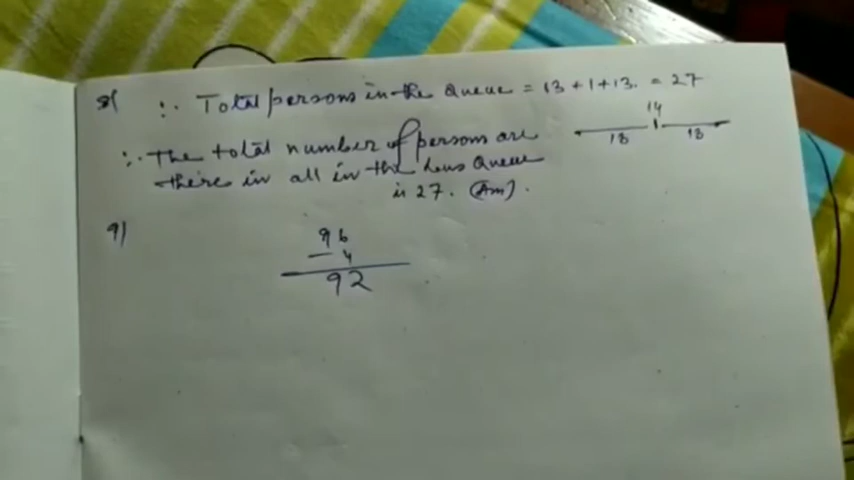 8( ∴ Total persons in the Queue = 13 + 1 + 13. = 27
14
13 13
∴ The total number of persons are
there in all in the bus Queue
is 27. (Ans).
9)
96
- 4
92